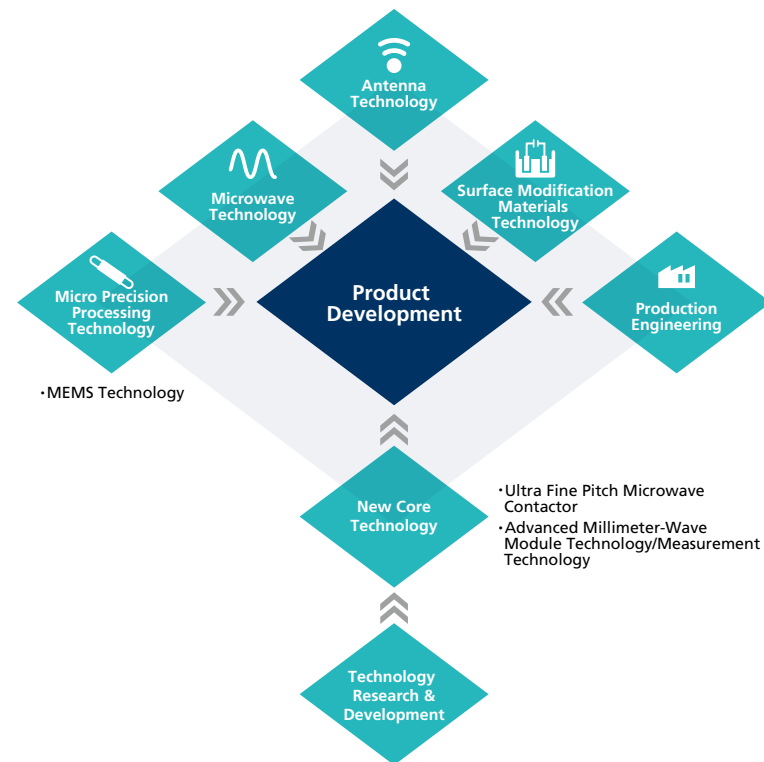 Antenna
Technology
Microwave
Technology
Surface Modification
Materials
Technology
Micro Precision
Processing
Technology
Product
Development
Production
Engineering
・MEMS Technology
New Core
Technology
・Ultra Fine Pitch Microwave
Contactor
・Advanced Millimeter-Wave
Module Technology/Measurement
Technology
Technology
Research &
Development